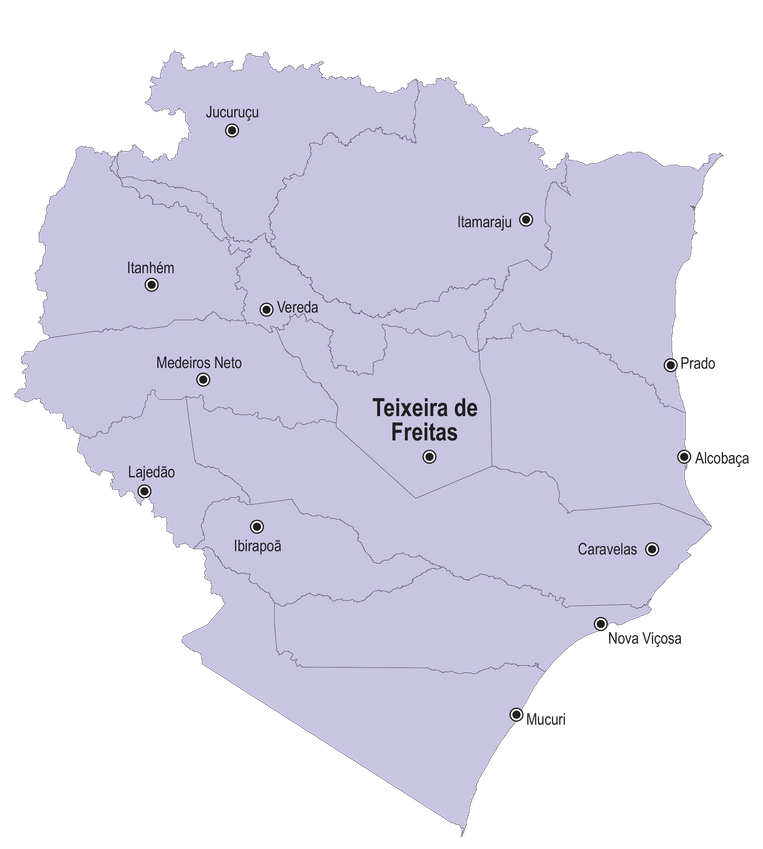 Jucuruçu
Itamaraju
Itanhém
Vereda
Medeiros Neto
Prado
Teixeira de
Freitas
Alcobaça
Lajedão
Ibirapoã
Caravelas
Nova Viçosa
Mucuri